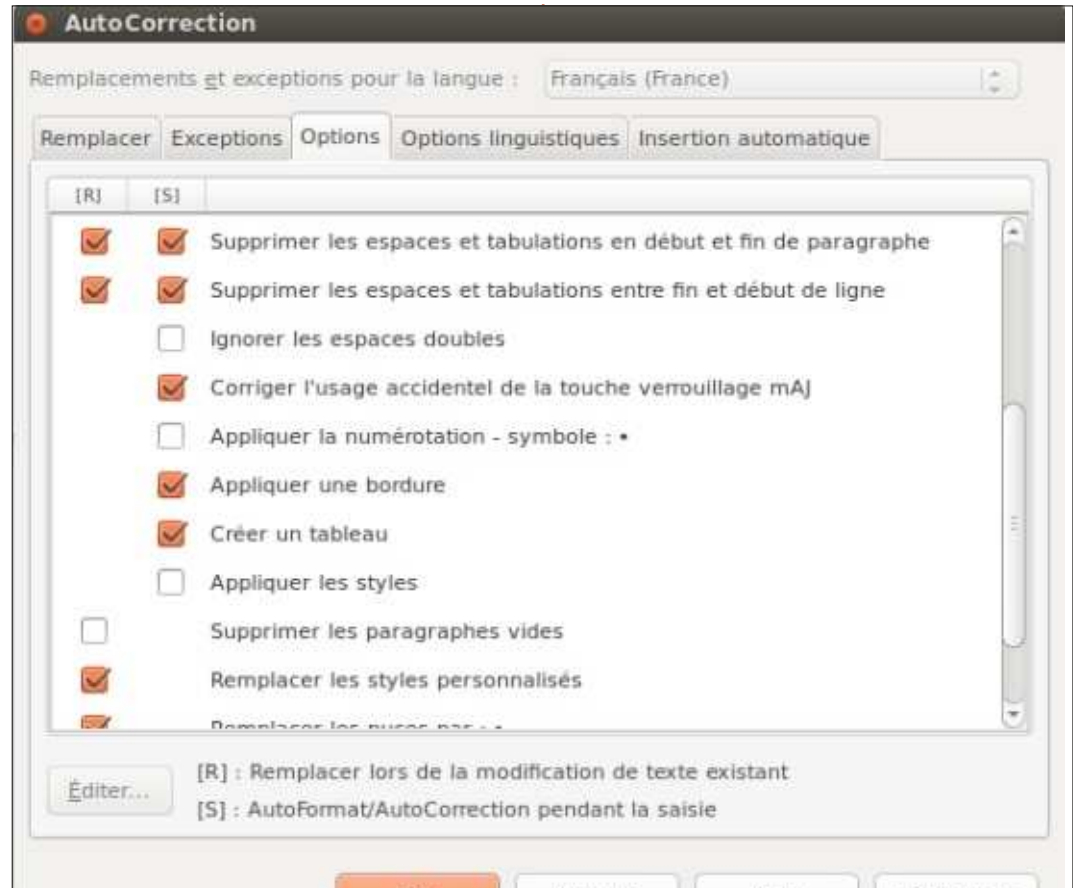 AutoCorrection
Remplacements et exceptions pour la langue : Français (France)
Remplacer Exceptions Options Options linguistiques Insertion automatique
[R] [S]
Supprimer les espaces et tabulations en début et fin de paragraphe
Supprimer les espaces et tabulations entre fin et début de ligne
Ignorer les espaces doubles
Corriger l'usage accidentel de la touche verrouillage mAJ
Appliquer la numérotation - symbole : •
Appliquer une bordure
Créer un tableau
Appliquer les styles
Supprimer les paragraphes vides
Remplacer les styles personnalisés
Remplacer les puces par : •
Éditer...
[R] : Remplacer lors de la modification de texte existant
[S] : AutoFormat/AutoCorrection pendant la saisie